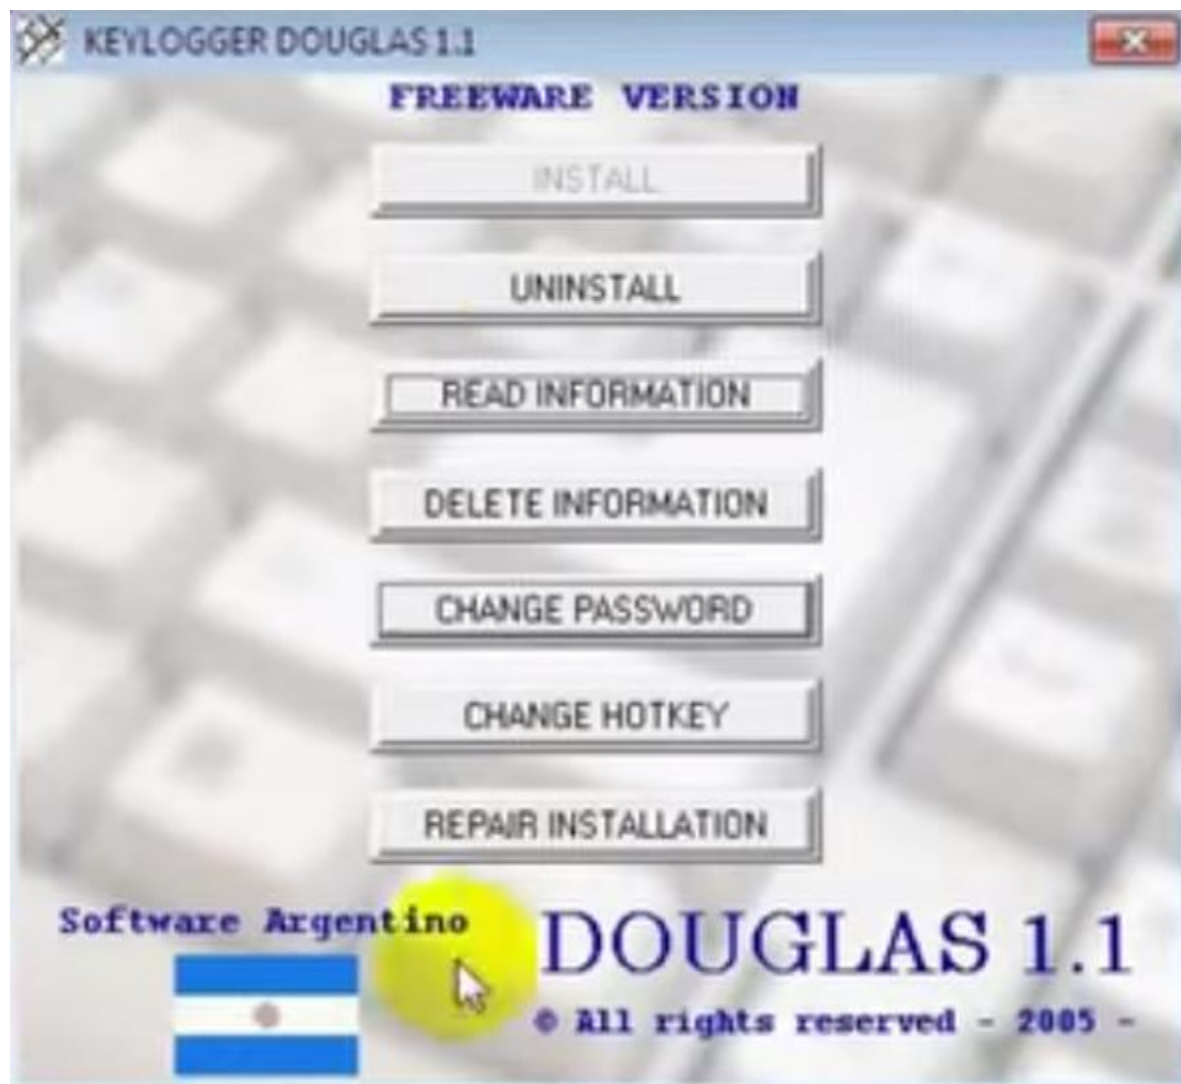 KEYLOGGER DOUGLAS 1.1
FREEWARE VERSION
INSTALL
UNINSTALL
READ INFORMATION
DELETE INFORMATION
CHANGE PASSWORD
CHANGE HOTKEY
REPAIR INSTALLATION
Software Argentino
DOUGLAS 1.1
© All rights reserved - 2005 -